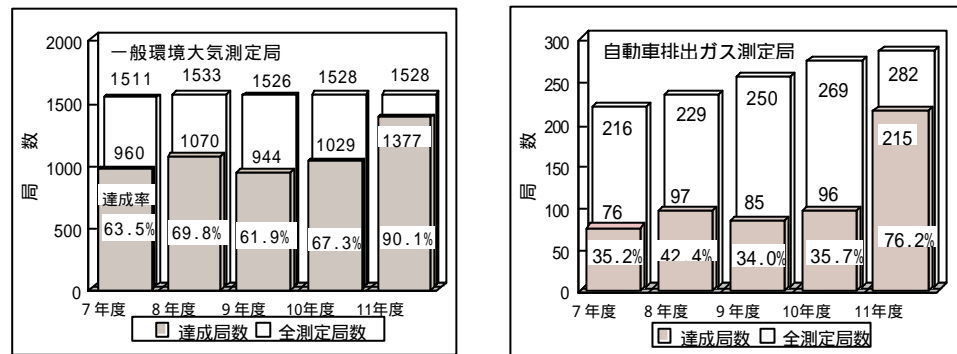 一般環境大気測定局
2000
1500
1000
500
0
局数
1511
1533
1526
1528
1528
960
1070
944
1029
1377
達成率
63.5%
69.8%
61.9%
67.3%
90.1%
7年度
8年度
9年度
10年度
11年度
達成局数
全測定局数
自動車排出ガス測定局
300
250
200
150
100
50
0
局数
216
229
250
269
282
76
97
85
96
215
35.2%
42.4%
34.0%
35.7%
76.2%
7年度
8年度
9年度
10年度
11年度
達成局数
全測定局数